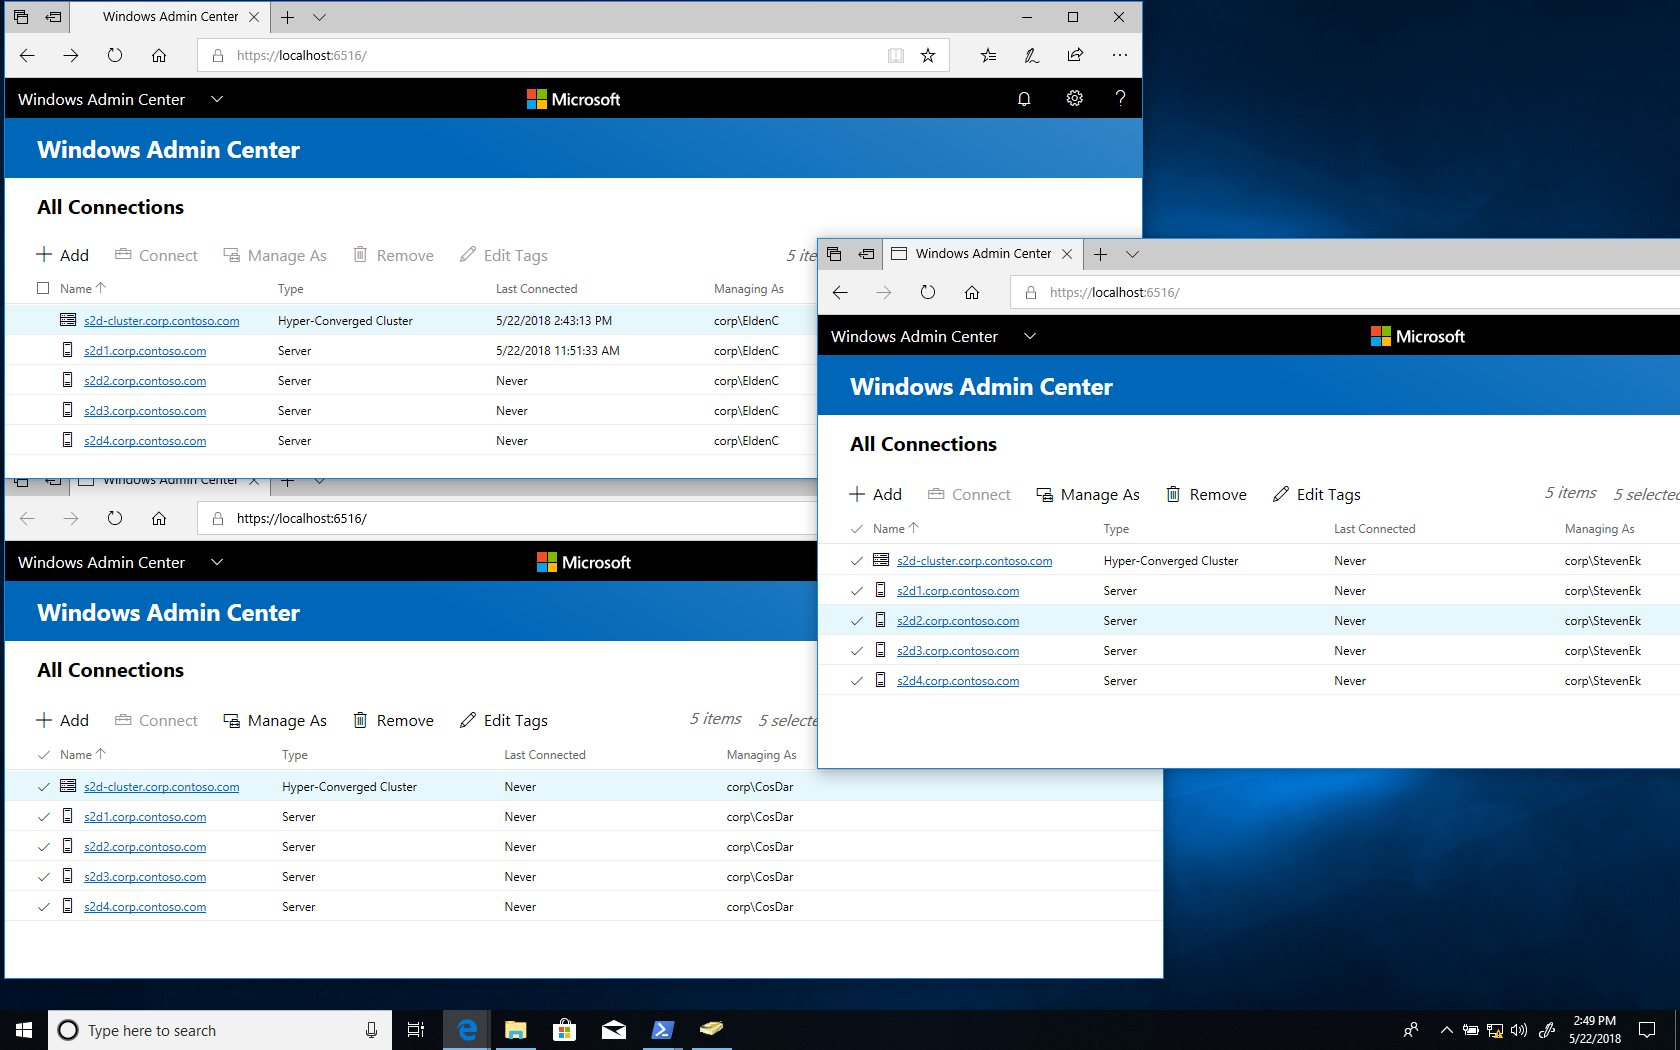 Windows Admin Center
https://localhost:6516/
Windows Admin Center
Microsoft
?
Windows Admin Center
All Connections
Add Connect Manage As Remove Edit Tags 5
Name Type Last Connected Managing As
s2d-cluster.corp.contoso.com Hyper-Converged Cluster 5/22/2018 2:43:13 PM corp\EldenC
s2d1.corp.contoso.com Server 5/22/2018 11:51:33 AM corp\EldenC
s2d2.corp.contoso.com Server Never corp\EldenC
s2d3.corp.contoso.com Server Never corp\EldenC
s2d4.corp.contoso.com Server Never corp\EldenC
Windows Admin Center
https://localhost:6516/
Windows Admin Center
Microsoft
Windows Admin Center
All Connections
Add Connect Manage As Remove Edit Tags 5 items 5 selected
Name Type Last Connected Managing As
s2d-cluster.corp.contoso.com Hyper-Converged Cluster Never corp\StevenEk
s2d1.corp.contoso.com Server Never corp\StevenEk
s2d2.corp.contoso.com Server Never corp\StevenEk
s2d3.corp.contoso.com Server Never corp\StevenEk
s2d4.corp.contoso.com Server Never corp\StevenEk
Windows Admin Center
https://localhost:6516/
Windows Admin Center
Microsoft
Windows Admin Center
All Connections
Add Connect Manage As Remove Edit Tags 5 items 5
Name Type Last Connected Managing As
s2d-cluster.corp.contoso.com Hyper-Converged Cluster Never corp\CosDar
s2d1.corp.contoso.com Server Never corp\CosDar
s2d2.corp.contoso.com Server Never corp\CosDar
s2d3.corp.contoso.com Server Never corp\CosDar
s2d4.corp.contoso.com Server Never corp\CosDar
Type here to search
2:49 PM
5/22/2018